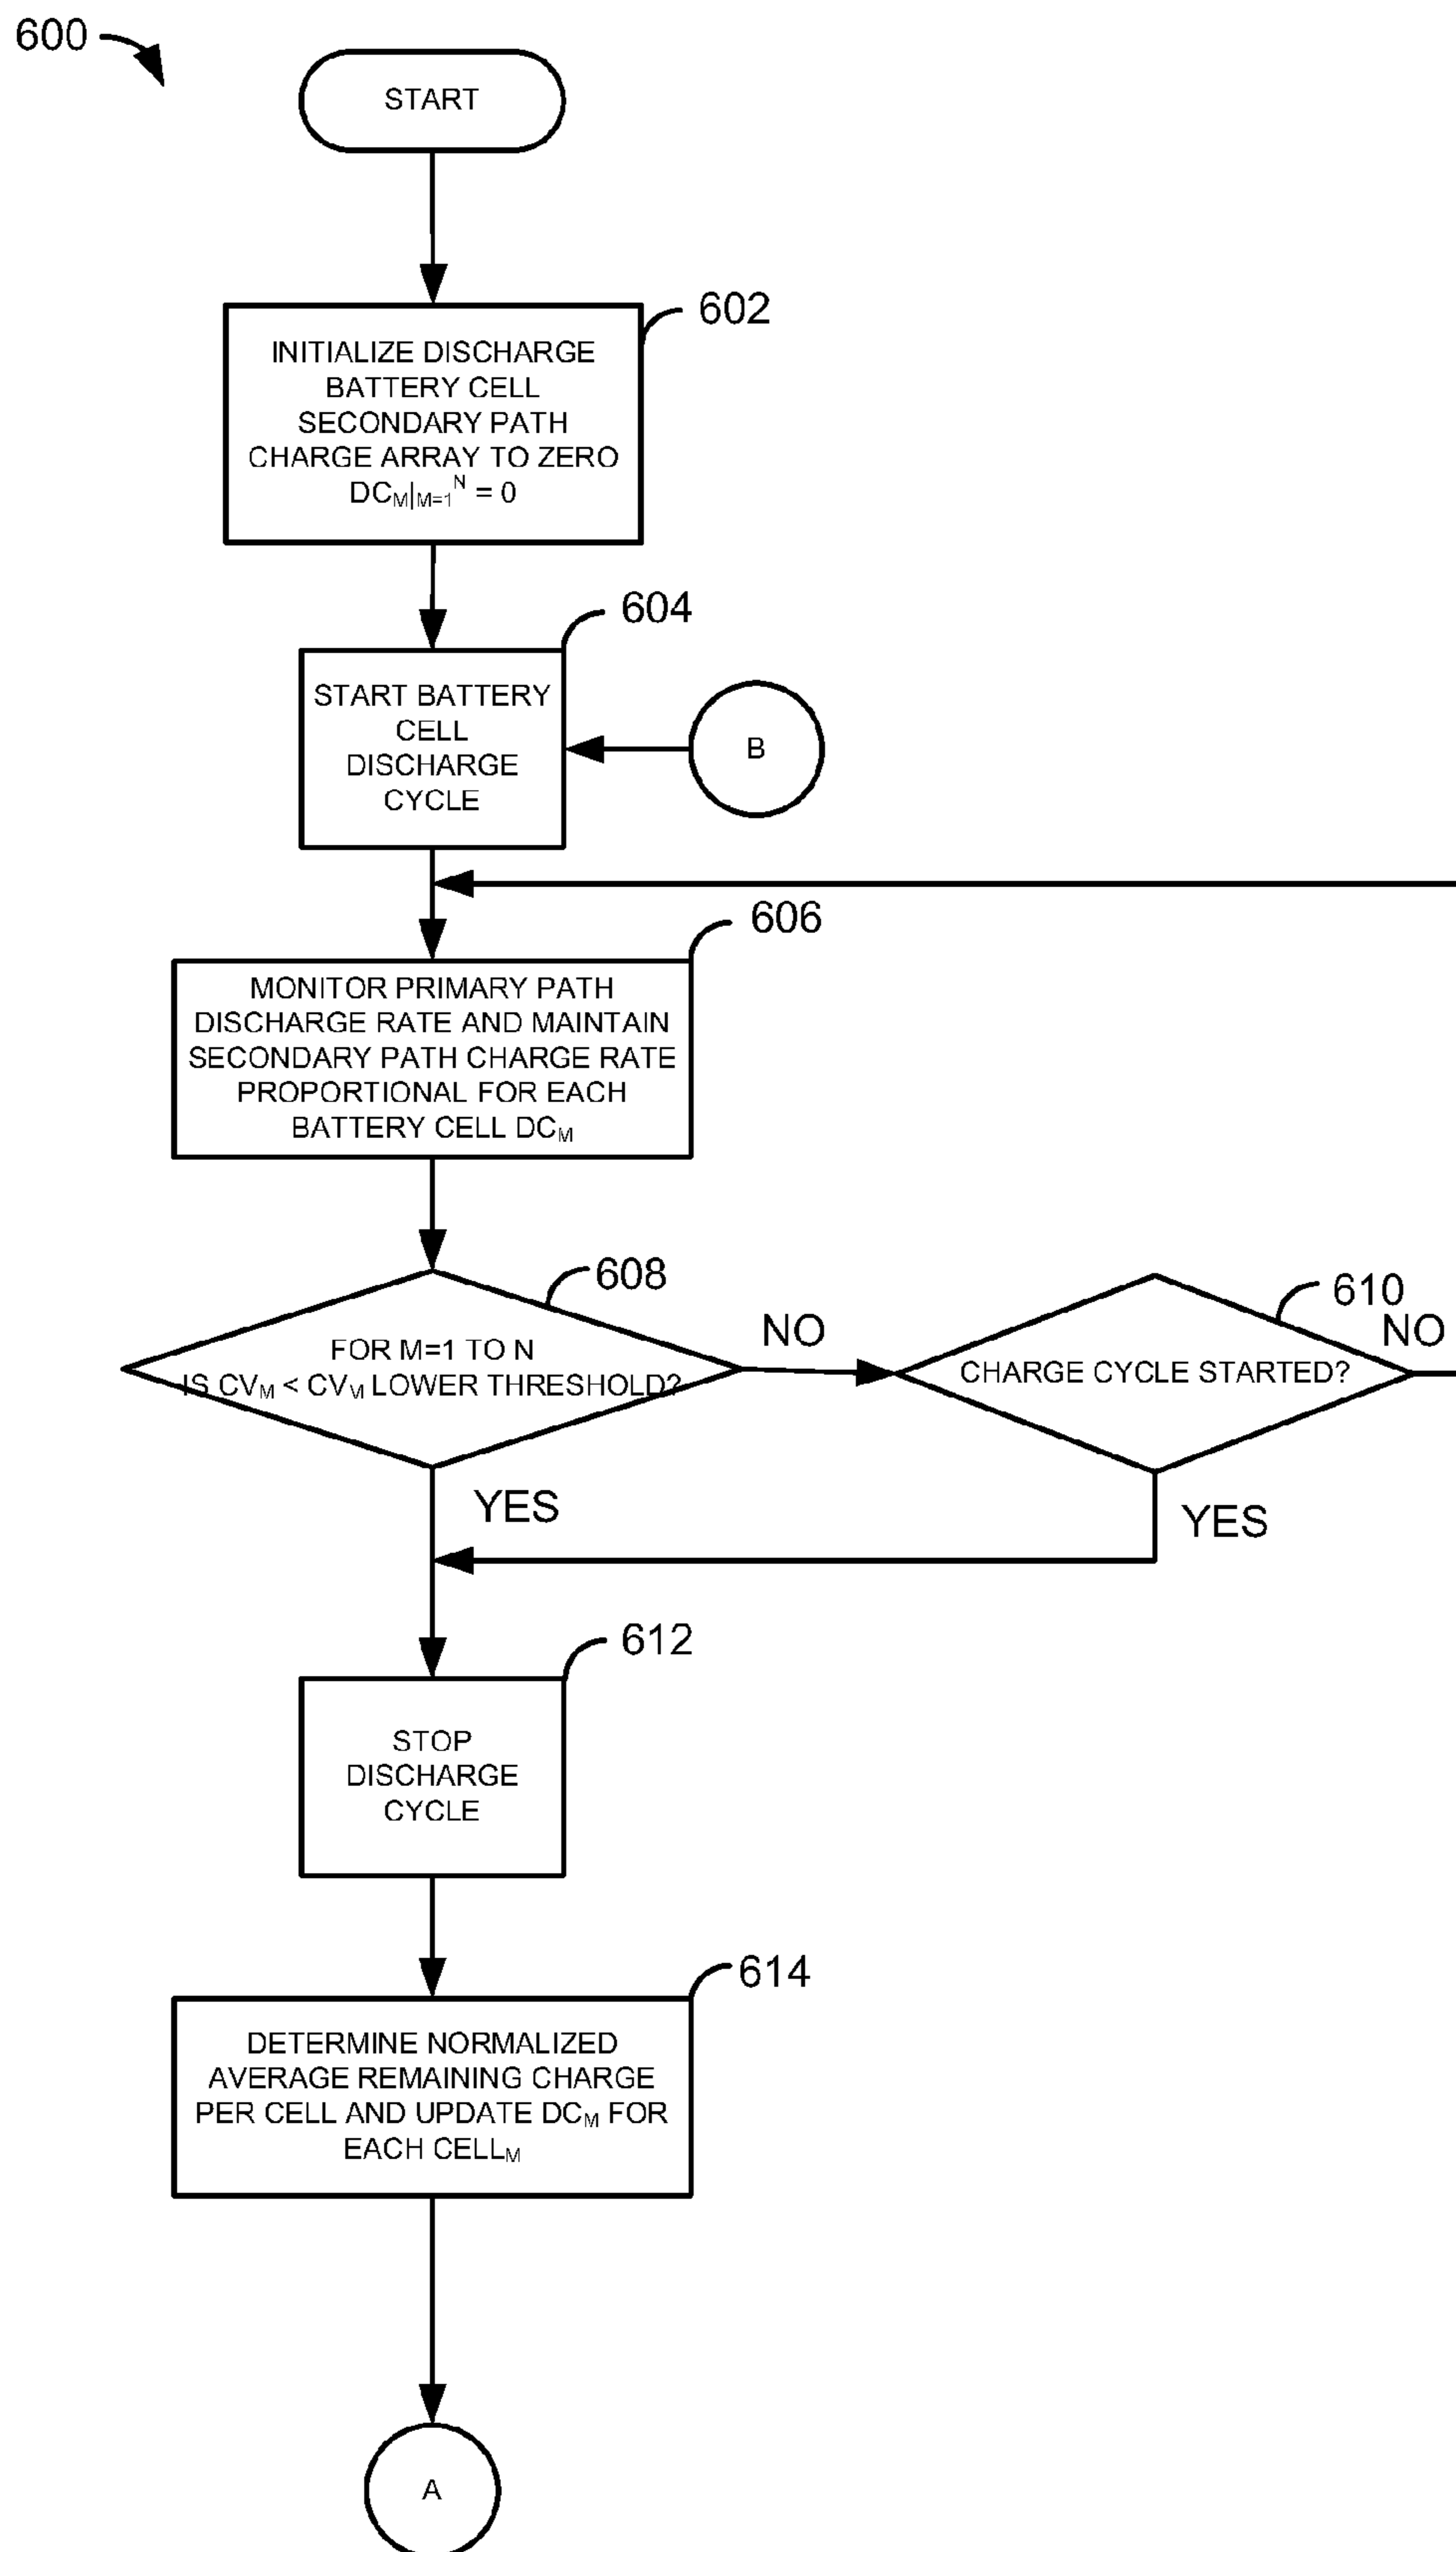 600
START
602
INITIALIZE DISCHARGE
BATTERY CELL
SECONDARY PATH
CHARGE ARRAY TO ZERO
DCM|M=1N = 0
604
START BATTERY
CELL
DISCHARGE
CYCLE
B
606
MONITOR PRIMARY PATH
DISCHARGE RATE AND MAINTAIN
SECONDARY PATH CHARGE RATE
PROPORTIONAL FOR EACH
BATTERY CELL DCM
608
FOR M=1 TO N
IS CVM < CVM LOWER THRESHOLD?
NO
610
CHARGE CYCLE STARTED?
NO
YES
YES
612
STOP
DISCHARGE
CYCLE
614
DETERMINE NORMALIZED
AVERAGE REMAINING CHARGE
PER CELL AND UPDATE DCM FOR
EACH CELLM
A